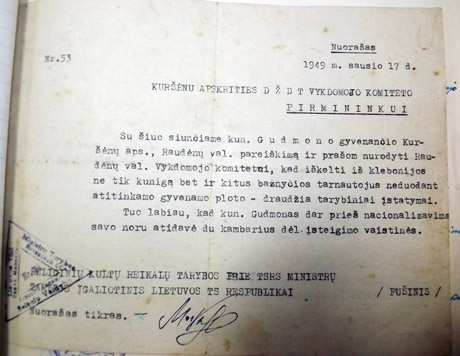 Nuorašas
Nr.53
1949 m. sausio 17 d.
KURŠĖNU APSKRITIES D Ž D T VYKDOMOJO KOMITETO
PIRMININKUI
Su šiuo siunčiame kun. Gudmono gyvenančio Kur-
šėnų aps., Raudėnų val. pareiškimą ir prašom nurodyti Rau-
dėnų val. Vykdomojo komitetui, kad iškelti iš klebonijos
ne tik kunigą bet ir kitus bažnyčios tarnautojus neduodant
atitinkamo gyvenamo ploto - draudžia tarybiniai įstatymai.
Tuo labiau, kad kun. Gudmonas dar prieš nacionalizavimą
savo noru atidavė du kambarius dėl įsteigimo vaistinės.
RELIGINIŲ KULTŲ REIKALŲ TARYBOS PRIE TSRS MINISTRŲ
ĮGALIOTINIS LIETUVOS TS RESPUBLIKAI / PUŠINIS /
Nuorašas tikras.-